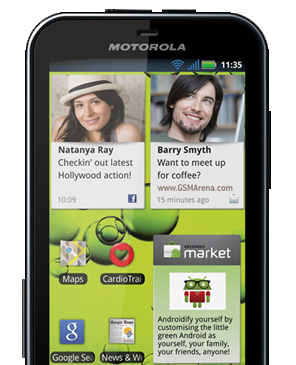 MOTOROLA
11:35
Natanya Ray
Checkin' out latest
Hollywood action!
10:09
Barry Smyth
Want to meet up
for coffee?
www.GSMArena.com
15 minutes ago
Maps
CardioTrai
market
Androidify yourself by
customising the little
green Android as
yourself, your family,
your friends, anyone!
Google Sea
News & We